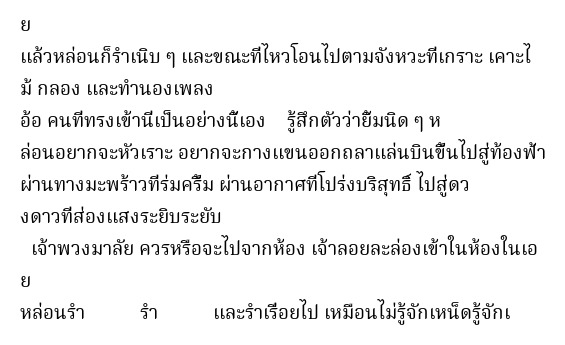 ย
แล้วหล่อนก็รำเนิบ ๆ และขณะที่ไหวโอนไปตามจังหวะที่เกราะ เคาะไ
ม้ กลอง และทำนองเพลง
อ้อ คนที่ทรงเข้านี่เป็นอย่างนี้เอง รู้สึกตัวว่ายิ้มนิด ๆ ห
ล่อนอยากจะหัวเราะ อยากจะกางแขนออกถลาแล่นบินขึ้นไปสู่ท้องฟ้า
ผ่านทางมะพร้าวที่ร่มครึ้ม ผ่านอากาศที่โปร่งบริสุทธิ์ ไปสู่ดว
งดาวที่ส่องแสงระยิบระยับ
เจ้าพวงมาลัย ควรหรือจะไปจากห้อง เจ้าลอยละล่องเข้าในห้องในเอ
ย
หล่อนรำ รำ และรำเรื่อยไป เหมือนไม่รู้จักเหน็ดรู้จักเ